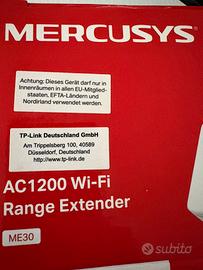 MERCUSYS
Achtung: Dieses Gerät darf nur in
Innenräumen in allen EU-Mitglied-
staaten, EFTA-Ländern und
Nordirland verwendet werden.
TP-Link Deutschland GmbH
Am Trippelsberg 100, 40589
Düsseldorf, Deutschland
www.tp-link.de
AC1200 Wi-Fi
Range Extender
ME30
subito